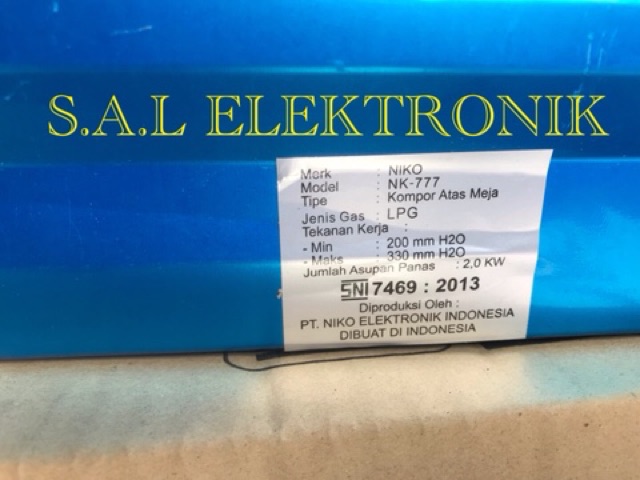 S.A.L ELEKTRONIK
Merk : NIKO
Model : NK-777
Tipe : Kompor Atas Meja
Jenis Gas : LPG
Tekanan Kerja :
- Min : 200 mm H2O
- Maks : 330 mm H2O
Jumlah Asupan Panas : 2,0 KW
SNI 7469 : 2013
Diproduksi Oleh :
PT. NIKO ELEKTRONIK INDONESIA
DIBUAT DI INDONESIA